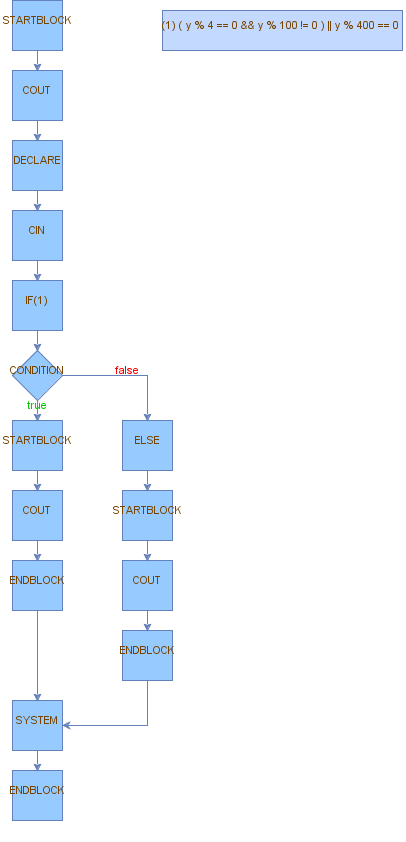 STARTBLOCK
(1) ( y % 4 == 0 && y % 100 != 0 ) || y % 400 == 0
COUT
DECLARE
CIN
IF(1)
CONDITION
false
true
STARTBLOCK
ELSE
COUT
STARTBLOCK
ENDBLOCK
COUT
ENDBLOCK
SYSTEM
ENDBLOCK